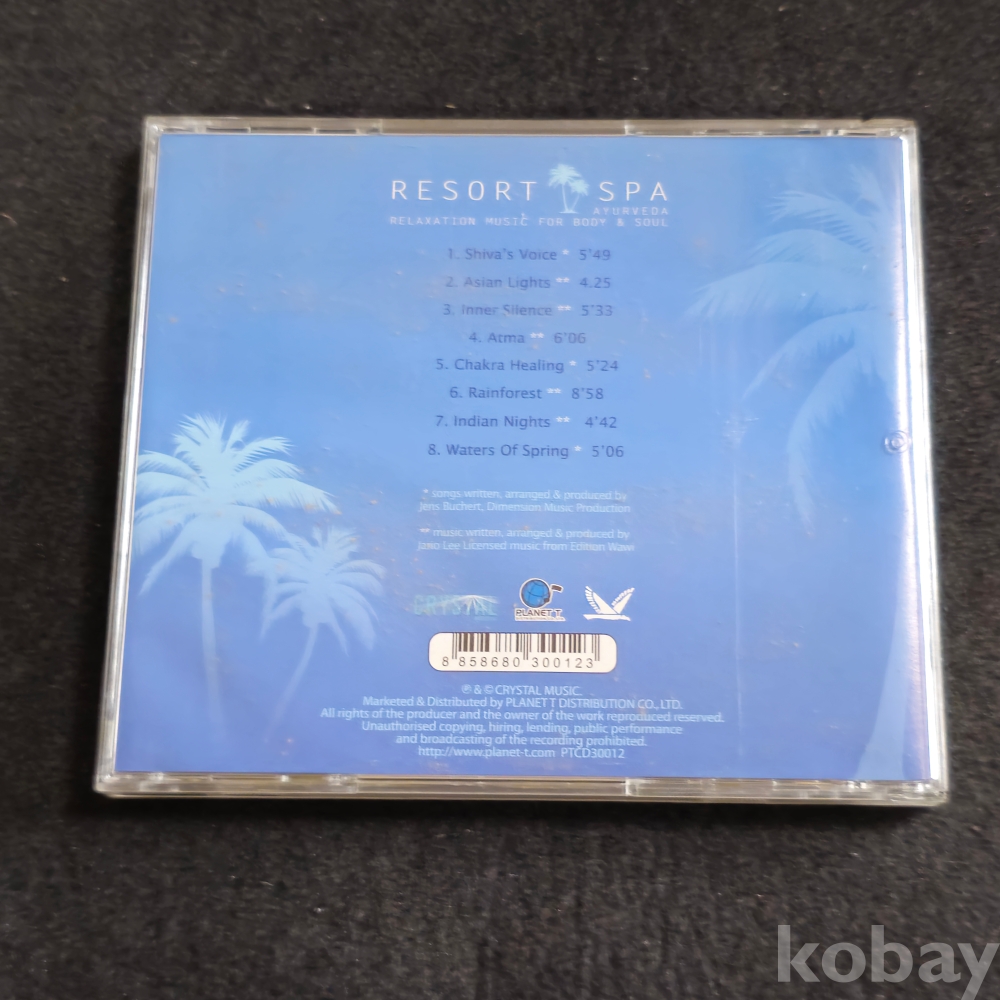 RESORT SPA
AYURVEDA
RELAXATION MUSIC FOR BODY & SOUL
1. Shiva's Voice * 5'49
2. Asian Lights ** 4.25
3. Inner Silence ** 5'33
4. Atma ** 6'06
5. Chakra Healing * 5'24
6. Rainforest ** 8'58
7. Indian Nights ** 4'42
8. Waters Of Spring * 5'06
* songs written, arranged & produced by
Jens Buchert, Dimension Music Production
** music written, arranged & produced by
Lee Licensed music from Edition Wawi
CRYSTAL
PLANET T
8 858680 300123
℗ & © CRYSTAL MUSIC.
Marketed & Distributed by PLANET T DISTRIBUTION CO., LTD.
All rights of the producer and the owner of the work reproduced reserved.
Unauthorised copying, hiring, lending, public performance
and broadcasting of the recording prohibited.
http://www.planet-t.com PTCD30012
kobay